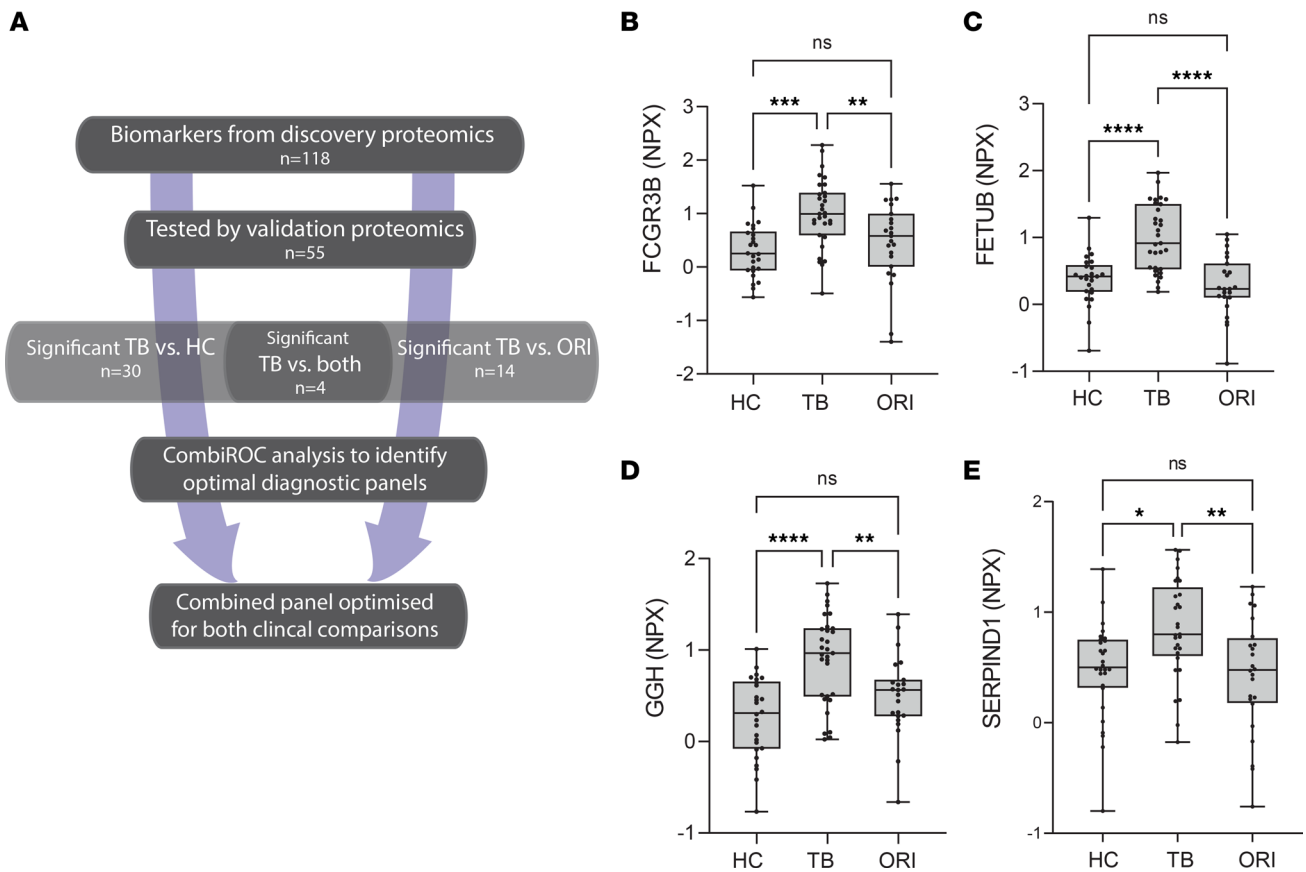 A
Biomarkers from discovery proteomics
n=118
Tested by validation proteomics
n=55
Significant TB vs. HC
n=30
Significant
TB vs. both
n=4
Significant TB vs. ORI
n=14
CombiROC analysis to identify
optimal diagnostic panels
Combined panel optimised
for both clincal comparisons
B
ns
*** **
FCGR3B (NPX)
3
2
1
0
-1
-2
HC TB ORI
C
ns
****
****
FETUB (NPX)
3
2
1
0
-1
HC TB ORI
D
ns
**** **
GGH (NPX)
2
1
0
-1
HC TB ORI
E
ns
* **
SERPIND1 (NPX)
2
1
0
-1
HC TB ORI